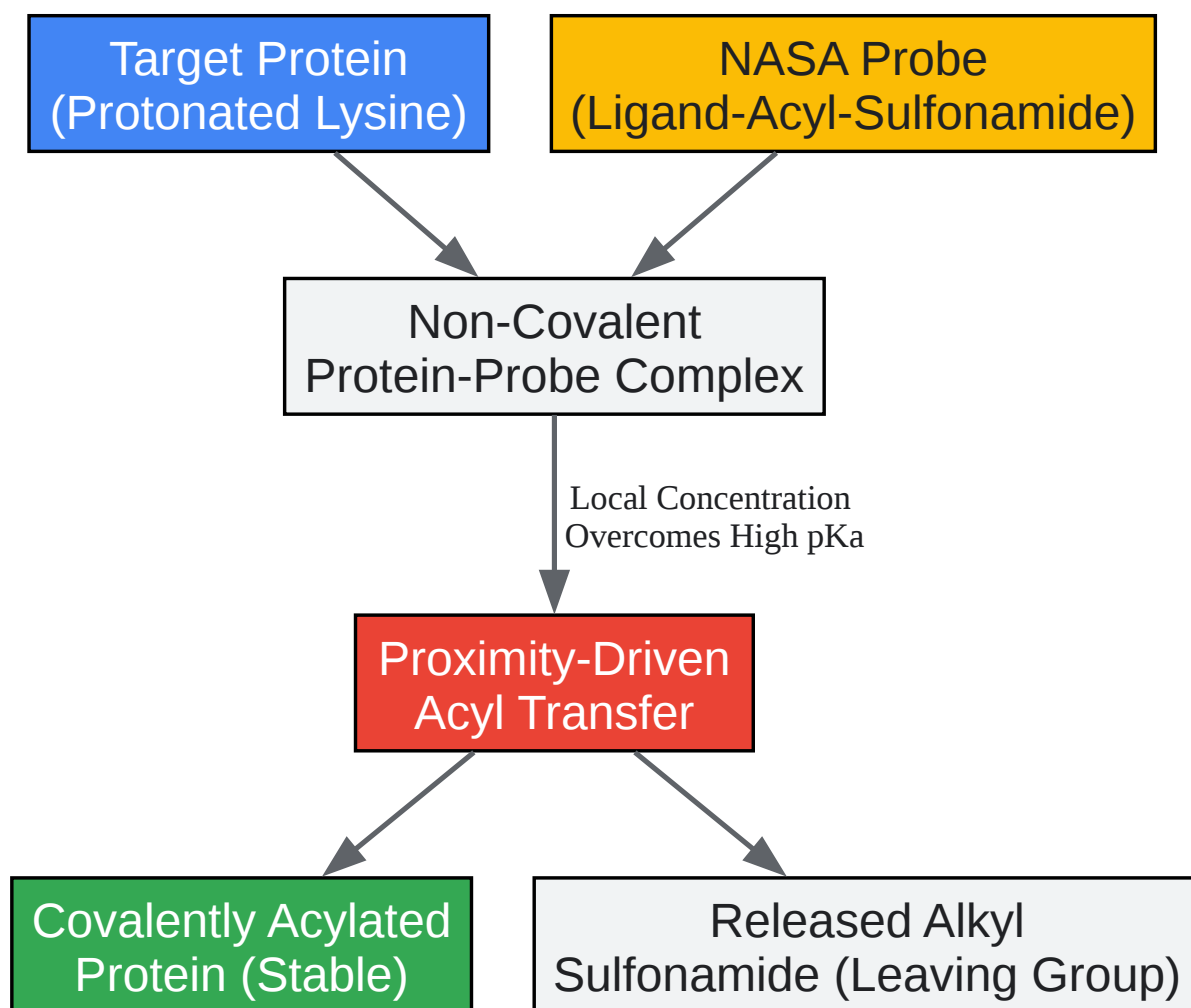 Target Protein
(Protonated Lysine)
NASA Probe
(Ligand-Acyl-Sulfonamide)
Non-Covalent
Protein-Probe Complex
Local Concentration
Overcomes High pKa
Proximity-Driven
Acyl Transfer
Covalently Acylated
Protein (Stable)
Released Alkyl
Sulfonamide (Leaving Group)